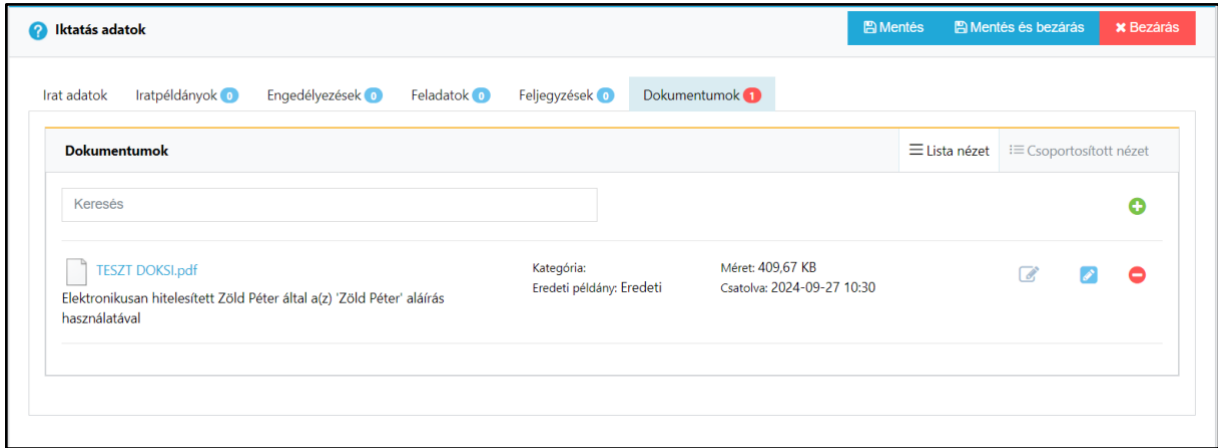 Iktatás adatok
Mentés
Mentés és bezárás
Bezárás
Irat adatok
Iratpéldányok 0
Engedélyezések 0
Feladatok 0
Feljegyzések 0
Dokumentumok 1
Dokumentumok
Lista nézet
Csoportosított nézet
Keresés
TESZT DOKSI.pdf
Elektronikusan hitelesített Zöld Péter által a(z) 'Zöld Péter' aláírás
használatával
Kategória:
Eredeti példány: Eredeti
Méret: 409,67 KB
Csatolva: 2024-09-27 10:30